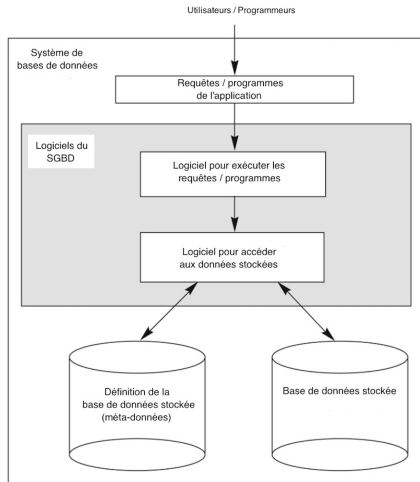 Utilisateurs / Programmeurs
Système de
bases de données
Requêtes / programmes
de l'application
Logiciels du
SGBD
Logiciel pour exécuter les
requêtes / programmes
Logiciel pour accéder
aux données stockées
Définition de la
base de données stockée
(méta-données)
Base de données stockée